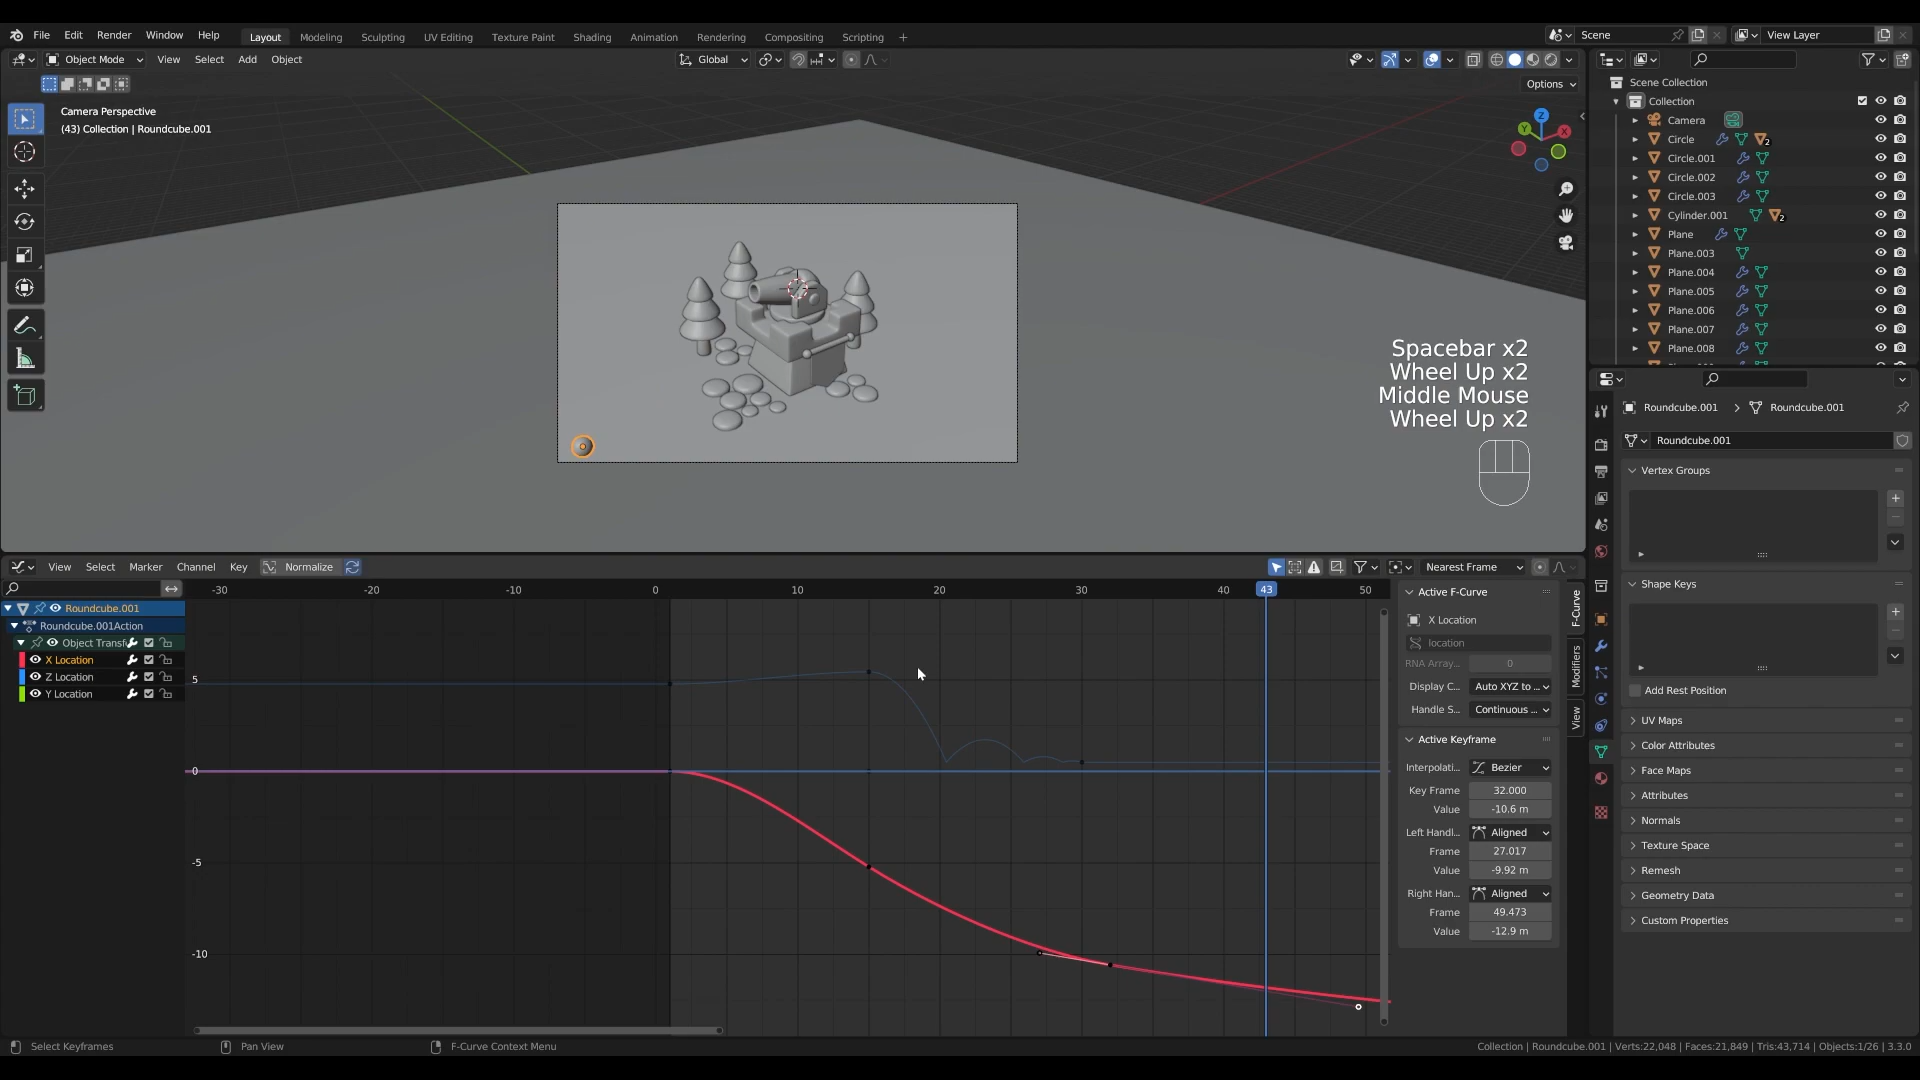 File Edit Render Window Help Layout Modeling Sculpting UV Editing Texture Paint Shading Animation Rendering Compositing Scripting + Scene View Layer
Object Mode View Select Add Object Global
Options
Camera Perspective
(43) Collection | Roundcube.001
Z
Y
X
Spacebar x2
Wheel Up x2
Middle Mouse
Wheel Up x2
Scene Collection
Collection
Camera
Circle 2
Circle.001
Circle.002
Circle.003
Cylinder.001 2
Plane
Plane.003
Plane.004
Plane.005
Plane.006
Plane.007
Plane.008
Roundcube.001 Roundcube.001
Roundcube.001
Vertex Groups
Shape Keys
Add Rest Position
UV Maps
Color Attributes
Face Maps
Attributes
Normals
Texture Space
Remesh
Geometry Data
Custom Properties
View Select Marker Channel Key Normalize Nearest Frame
-30 -20 -10 0 10 20 30 40 43 50
Roundcube.001
Roundcube.001Action
Object Transf
X Location
Z Location
Y Location
5
0
-5
-10
Active F-Curve
X Location
location
RNA Array... 0
Display C... Auto XYZ to ...
Handle S... Continuous ...
Active Keyframe
Interpolati... Bezier
Key Frame 32.000
Value -10.6 m
Left Handl... Aligned
Frame 27.017
Value -9.92 m
Right Han... Aligned
Frame 49.473
Value -12.9 m
F-Curve
Modifiers
View
Select Keyframes Pan View F-Curve Context Menu Collection | Roundcube.001 | Verts:22,048 | Faces:21,849 | Tris:43,714 | Objects:1/26 | 3.3.0